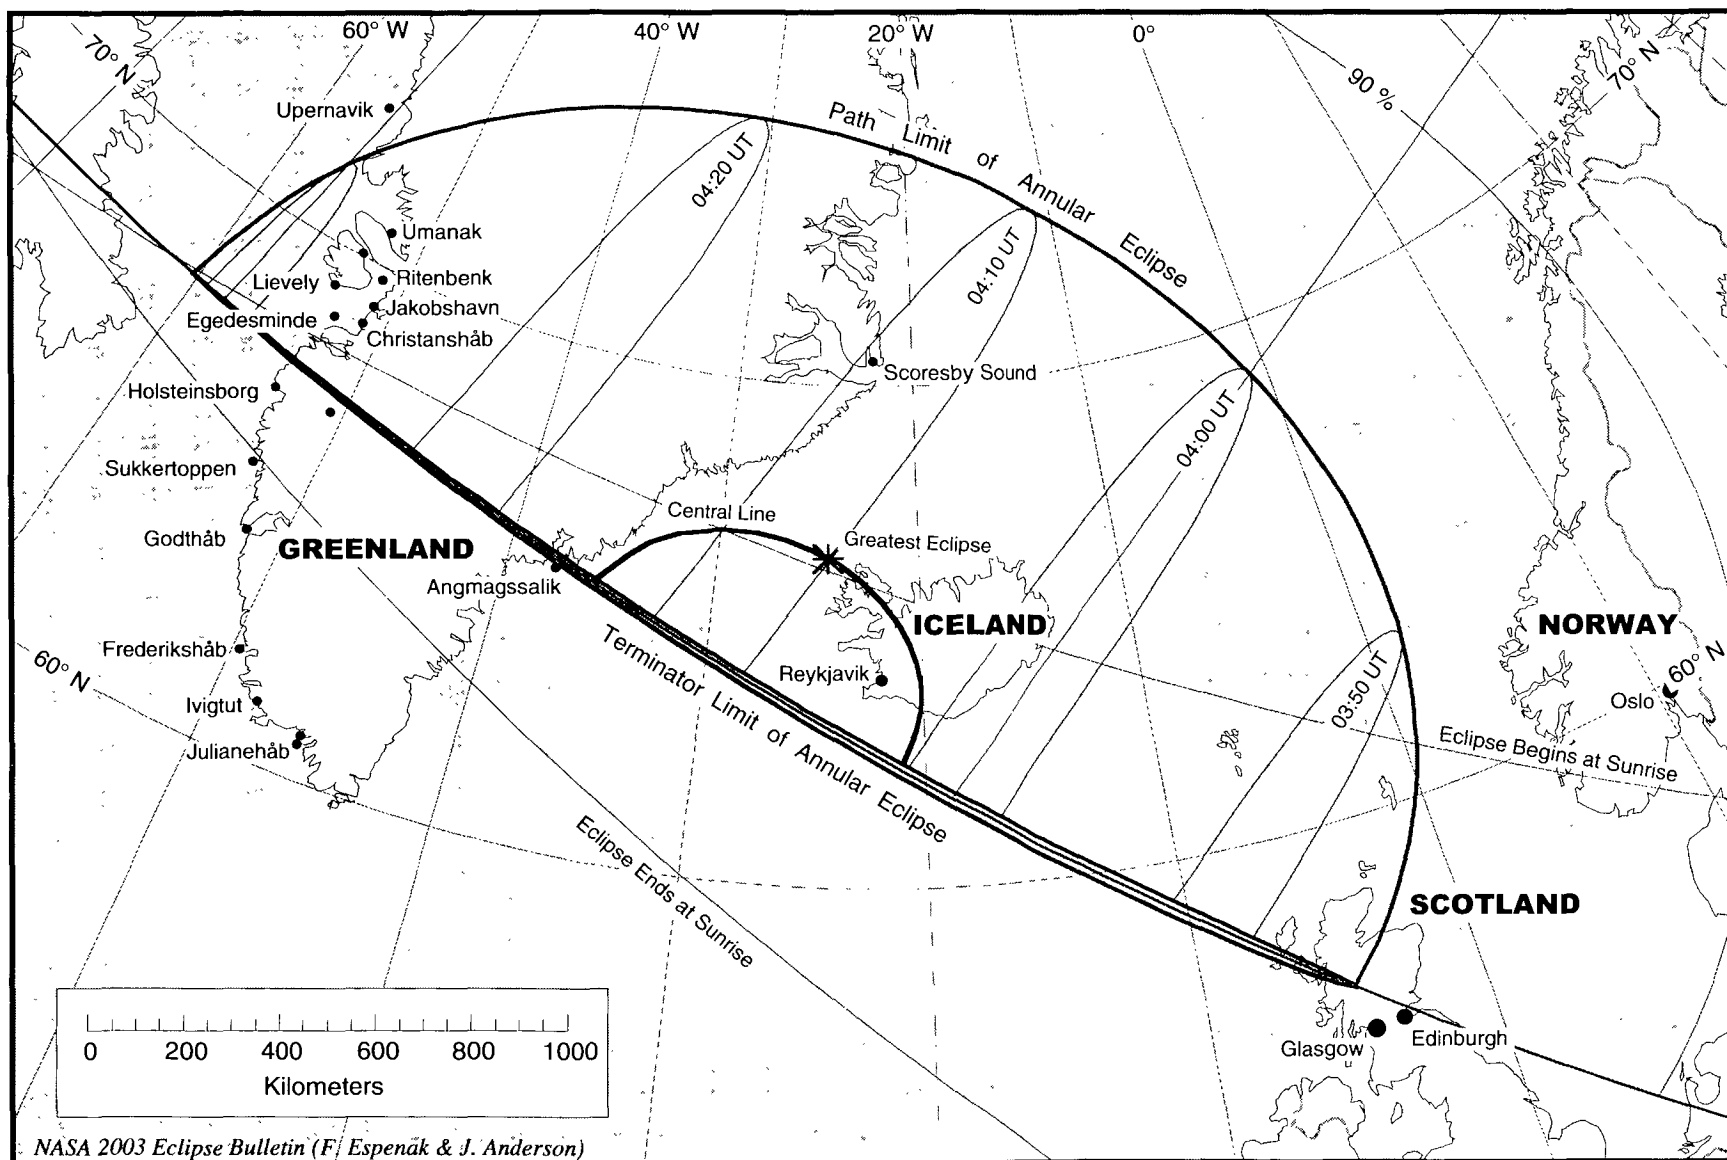 60° W
40° W
20° W
0°
70° N
90 %
70° N
Upernavik
Path Limit of Annular Eclipse
04:20 UT
Umanak
04:10 UT
Lievely
Ritenbenk
Jakobshavn
Egedesminde
Christanshåb
Scoresby Sound
Holsteinsborg
04:00 UT
Sukkertoppen
Central Line
Greatest Eclipse
Godthåb
GREENLAND
Angmagssalik
ICELAND
NORWAY
Terminator Limit of Annular Eclipse
Frederikshåb
60° N
Reykjavik
03:50 UT
60° N
Oslo
Ivigtut
Julianehåb
Eclipse Begins at Sunrise
Eclipse Ends at Sunrise
SCOTLAND
Glasgow
Edinburgh
0 200 400 600 800 1000
Kilometers
NASA 2003 Eclipse Bulletin (F. Espenak & J. Anderson)